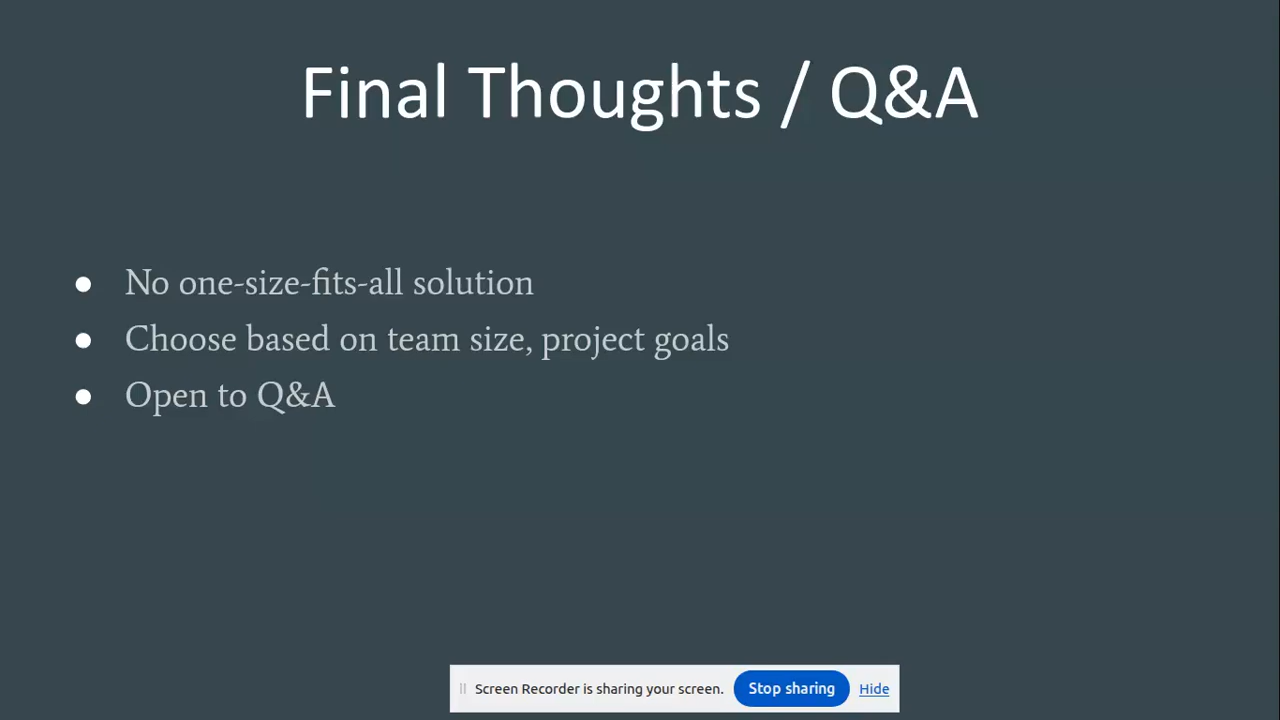 Final Thoughts / Q&A
● No one-size-fits-all solution
● Choose based on team size, project goals
● Open to Q&A
Screen Recorder is sharing your screen. Stop sharing Hide